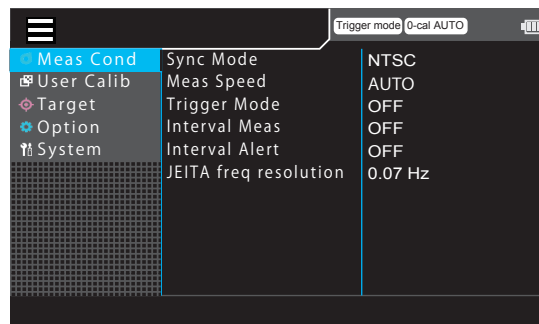 Trigger mode 0-cal AUTO
Meas Cond Sync Mode NTSC
User Calib Meas Speed AUTO
Target Trigger Mode OFF
Option Interval Meas OFF
System Interval Alert OFF
JEITA freq resolution 0.07 Hz